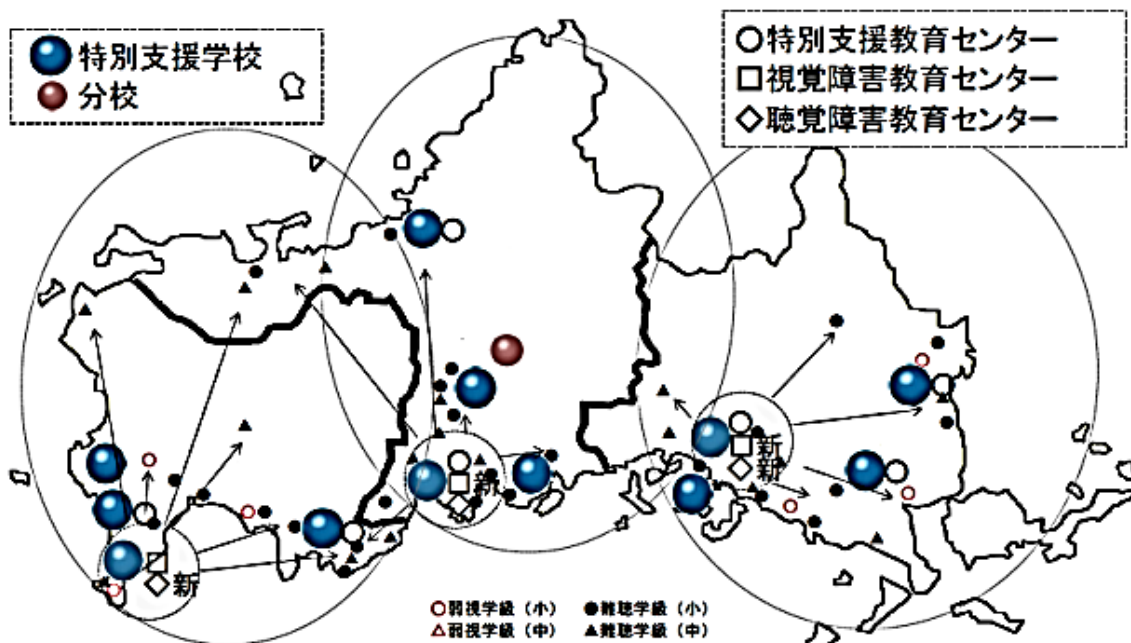 特別支援学校
分校
特別支援教育センター
視覚障害教育センター
聴覚障害教育センター
新
新
新
新
弱視学級（小） 難聴学級（小）
弱視学級（中） 難聴学級（中）